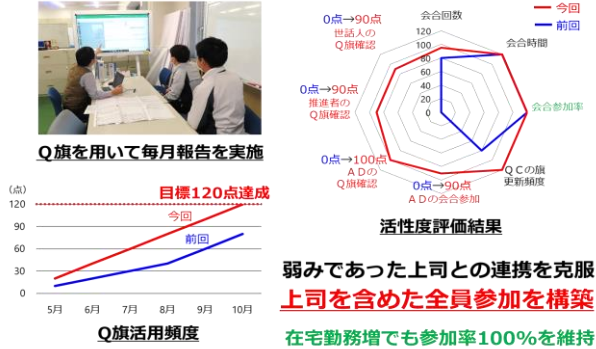 Q旗を用いて毎月報告を実施
(点)
120
90
60
30
0
目標120点達成
今回
前回
5月 6月 7月 8月 9月 10月
Q旗活用頻度
今回
前回
会合回数
120
100
80
60
40
20
0
会合時間
会合参加率
QCの旗
更新頻度
0点→90点
ADの会合参加
0点→100点
ADの
Q旗確認
0点→90点
推進者の
Q旗確認
0点→90点
世話人の
Q旗確認
活性度評価結果
弱みであった上司との連携を克服
上司を含めた全員参加を構築
在宅勤務増でも参加率100%を維持